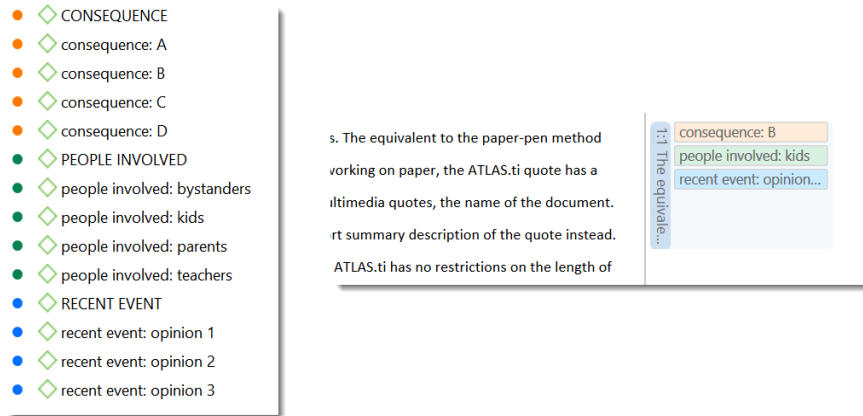 CONSEQUENCE
consequence: A
consequence: B
consequence: C
consequence: D
PEOPLE INVOLVED
people involved: bystanders
people involved: kids
people involved: parents
people involved: teachers
RECENT EVENT
recent event: opinion 1
recent event: opinion 2
recent event: opinion 3
s. The equivalent to the paper-pen method
vorking on paper, the ATLAS.ti quote has a
ltimedia quotes, the name of the document.
rt summary description of the quote instead.
ATLAS.ti has no restrictions on the length of
1:1 The equivale...
consequence: B
people involved: kids
recent event: opinion...